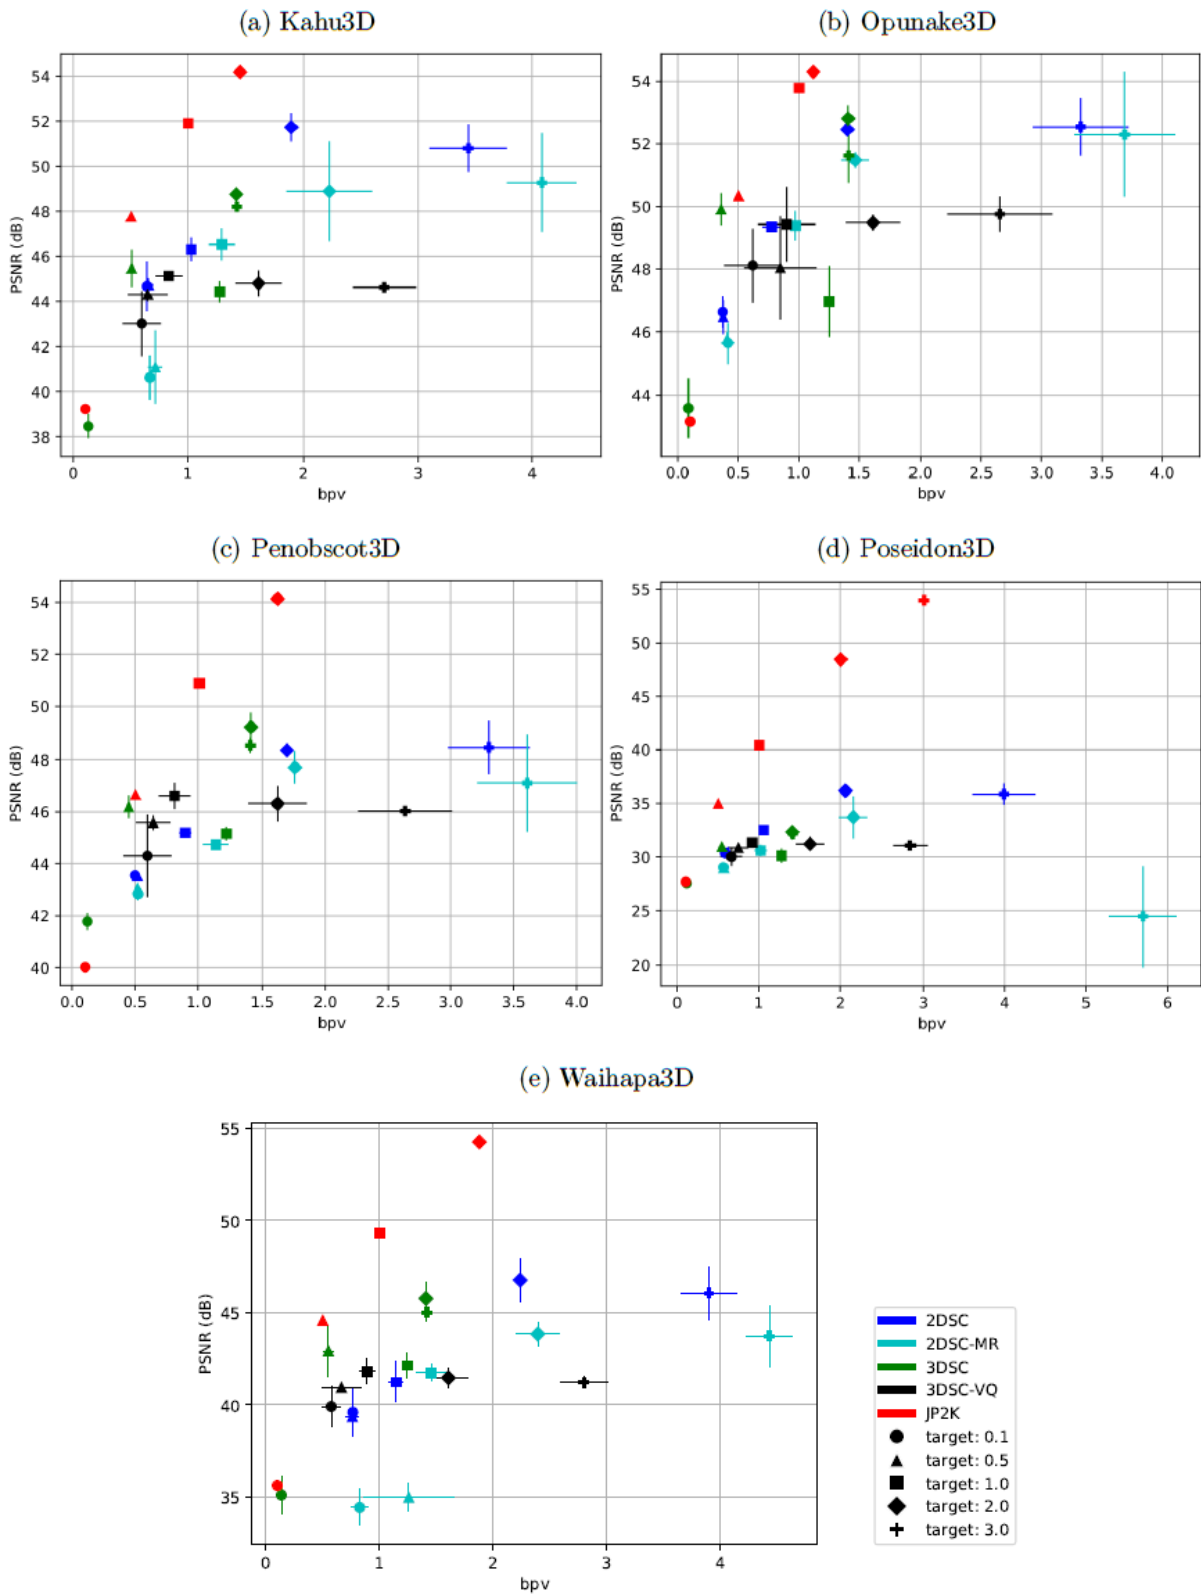 (a) Kahu3D
54
52
50
48
46
44
42
40
38
PSNR (dB)
0
1
2
3
4
bpv
(b) Opunake3D
54
52
50
48
46
44
PSNR (dB)
0.0
0.5
1.0
1.5
2.0
2.5
3.0
3.5
4.0
bpv
(c) Penobscot3D
54
52
50
48
46
44
42
40
PSNR (dB)
0.0
0.5
1.0
1.5
2.0
2.5
3.0
3.5
4.0
bpv
(d) Poseidon3D
55
50
45
40
35
30
25
20
PSNR (dB)
0
1
2
3
4
5
6
bpv
(e) Waihapa3D
55
50
45
40
35
PSNR (dB)
0
1
2
3
4
bpv
2DSC
2DSC-MR
3DSC
3DSC-VQ
JP2K
target: 0.1
target: 0.5
target: 1.0
target: 2.0
target: 3.0